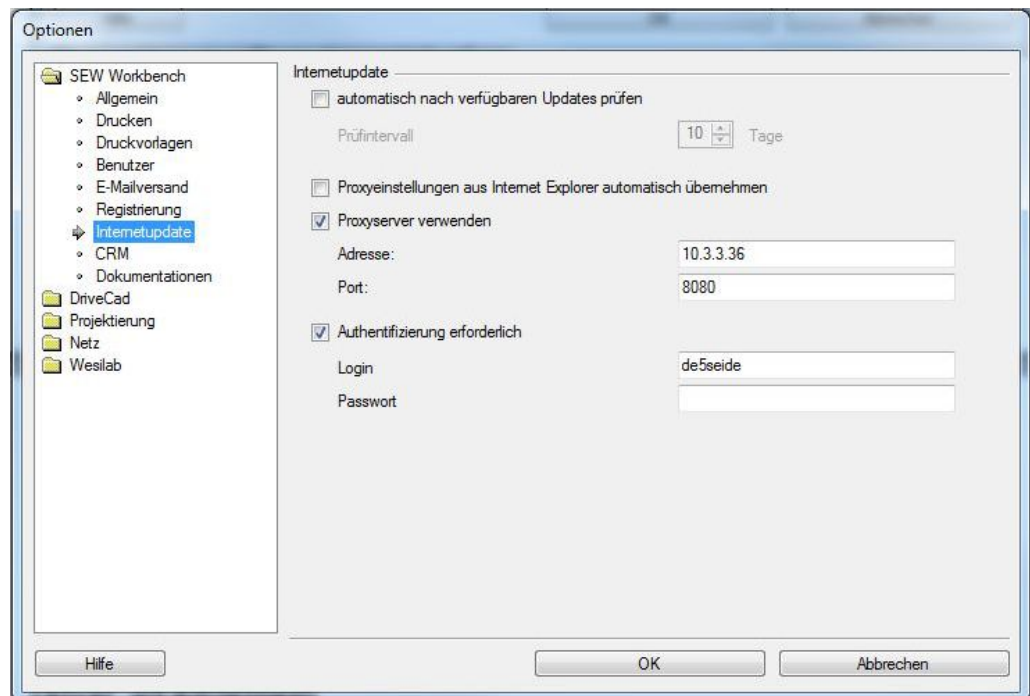 Optionen
SEW Workbench
Allgemein
Drucken
Druckvorlagen
Benutzer
E-Mailversand
Registrierung
Internetupdate
CRM
Dokumentationen
DriveCad
Projektierung
Netz
Wesilab
Internetupdate
automatisch nach verfügbaren Updates prüfen
Prüfintervall 10 Tage
Proxyeinstellungen aus Internet Explorer automatisch übernehmen
Proxyserver verwenden
Adresse: 10.3.3.36
Port: 8080
Authentifizierung erforderlich
Login de5seide
Passwort
Hilfe OK Abbrechen